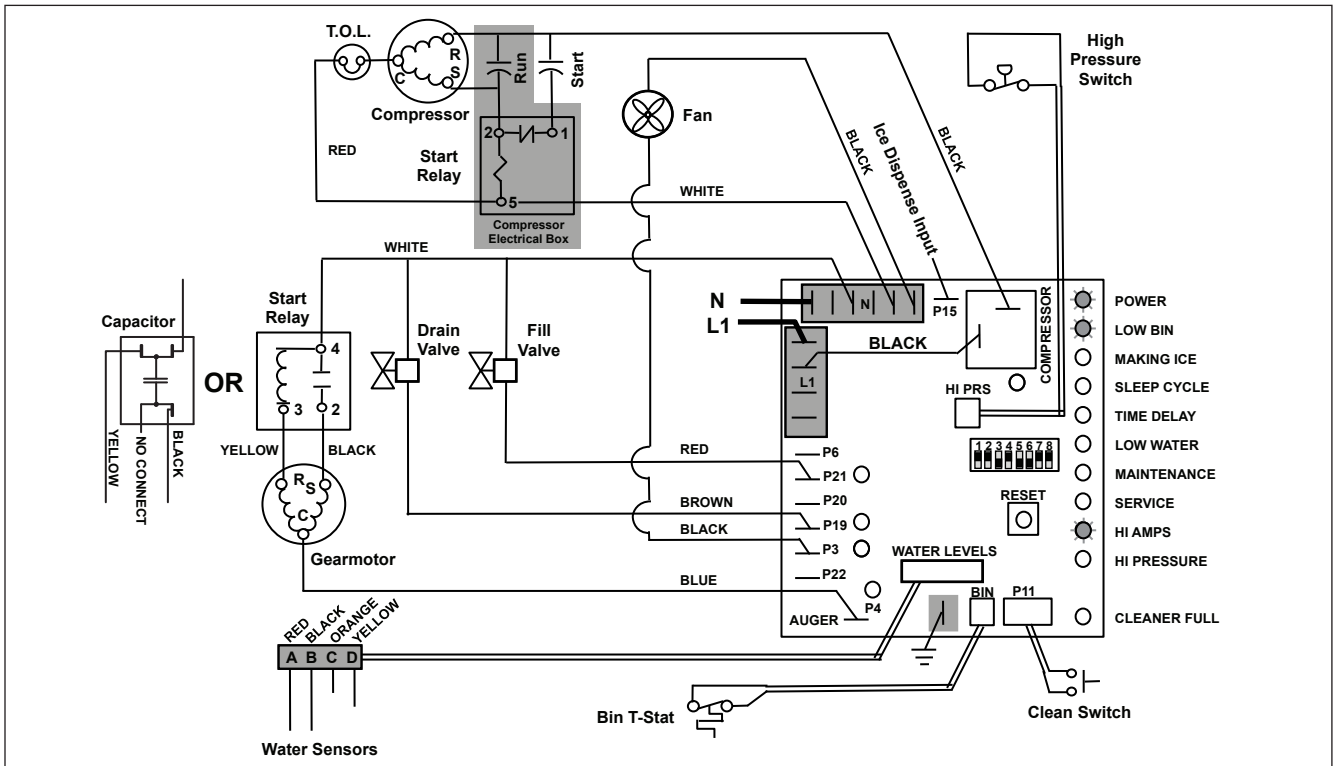 T.O.L.
R
S
C
Compressor
Run
Start
RED
2
1
Start
Relay
5
Compressor
Electrical Box
WHITE
Fan
BLACK
Ice Dispense Input
BLACK
High
Pressure
Switch
WHITE
Capacitor
YELLOW
NO CONNECT
BLACK
OR
Start
Relay
4
3
2
YELLOW
BLACK
R
S
C
Gearmotor
Drain
Valve
Fill
Valve
N
L1
N
P15
BLACK
L1
COMPRESSOR
HI PRS
1 2 3 4 5 6 7 8
RESET
RED
P6
P21
P20
BROWN
P19
BLACK
P3
P22
BLUE
P4
AUGER
WATER LEVELS
BIN
P11
POWER
LOW BIN
MAKING ICE
SLEEP CYCLE
TIME DELAY
LOW WATER
MAINTENANCE
SERVICE
HI AMPS
HI PRESSURE
CLEANER FULL
RED
BLACK
ORANGE
YELLOW
A B C D
Water Sensors
Bin T-Stat
Clean Switch